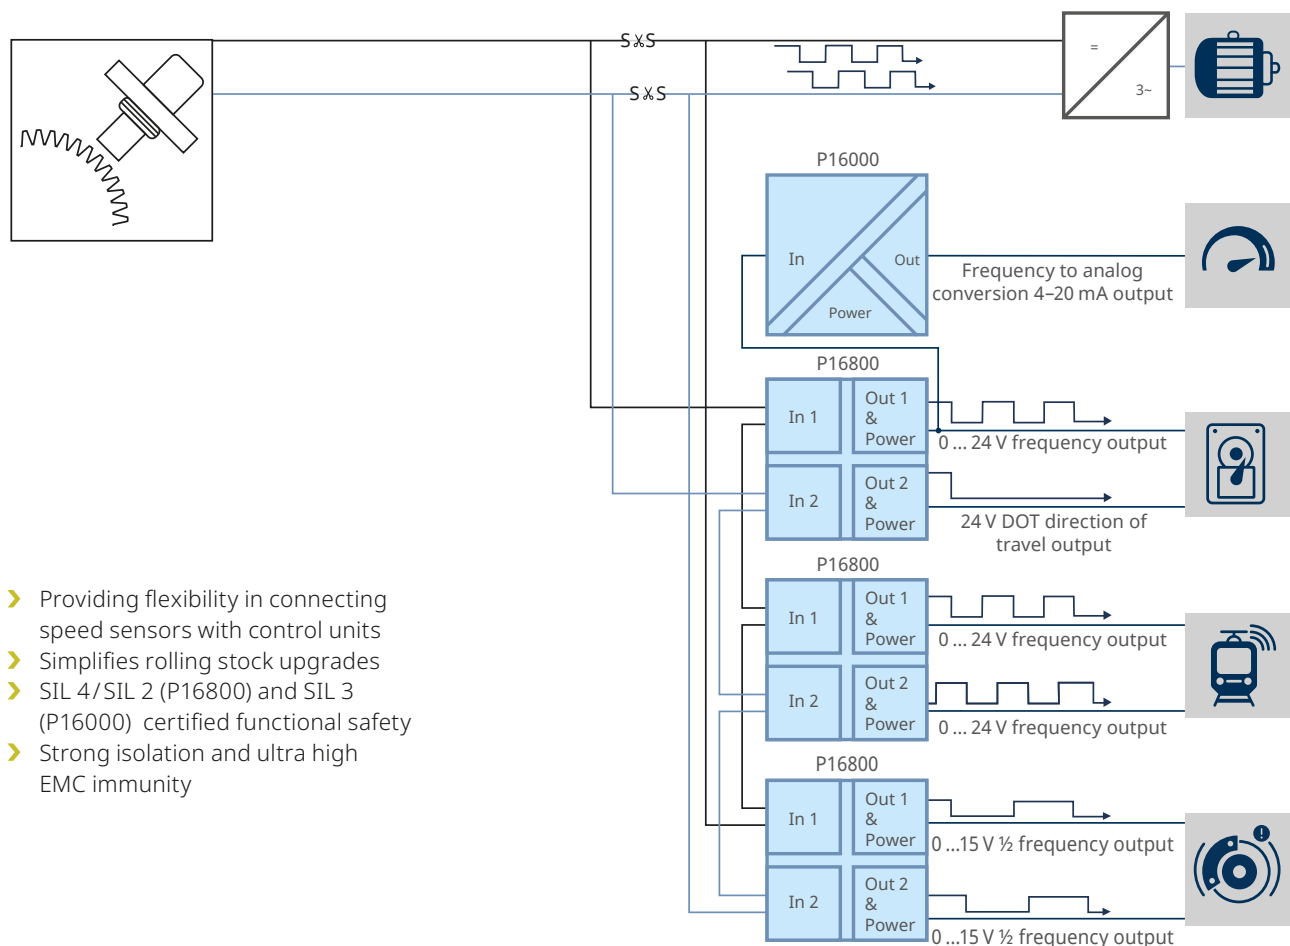 S S
S S
=
3~
P16000
In
Out
Power
Frequency to analog
conversion 4–20 mA output
P16800
In 1
Out 1
&
Power
0 ... 24 V frequency output
In 2
Out 2
&
Power
24 V DOT direction of
travel output
P16800
In 1
Out 1
&
Power
0 ... 24 V frequency output
In 2
Out 2
&
Power
0 ... 24 V frequency output
P16800
In 1
Out 1
&
Power
0 ...15 V ½ frequency output
In 2
Out 2
&
Power
0 ...15 V ½ frequency output
Providing flexibility in connecting
speed sensors with control units
Simplifies rolling stock upgrades
SIL 4/SIL 2 (P16800) and SIL 3
(P16000) certified functional safety
Strong isolation and ultra high
EMC immunity